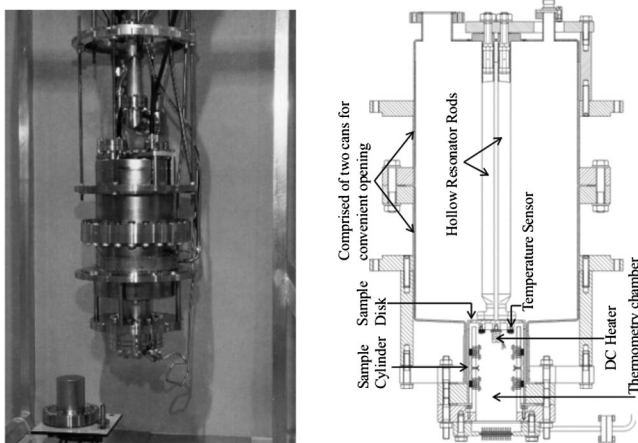 Comprised of two cans for
convenient opening
Hollow Resonator Rods
Sample
Disk
Temperature Sensor
Sample
Cylinder
DC Heater
Thermometry chamber